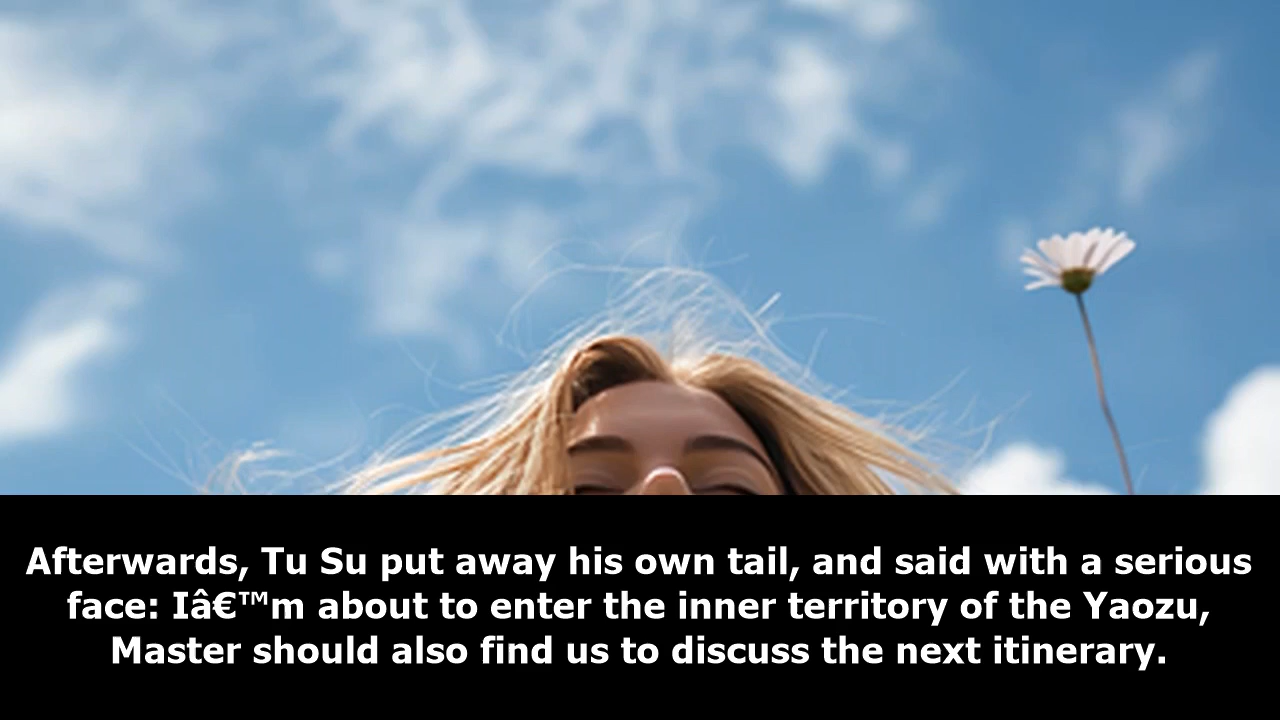 Afterwards, Tu Su put away his own tail, and said with a serious
face: Iâ€™m about to enter the inner territory of the Yaozu,
Master should also find us to discuss the next itinerary.